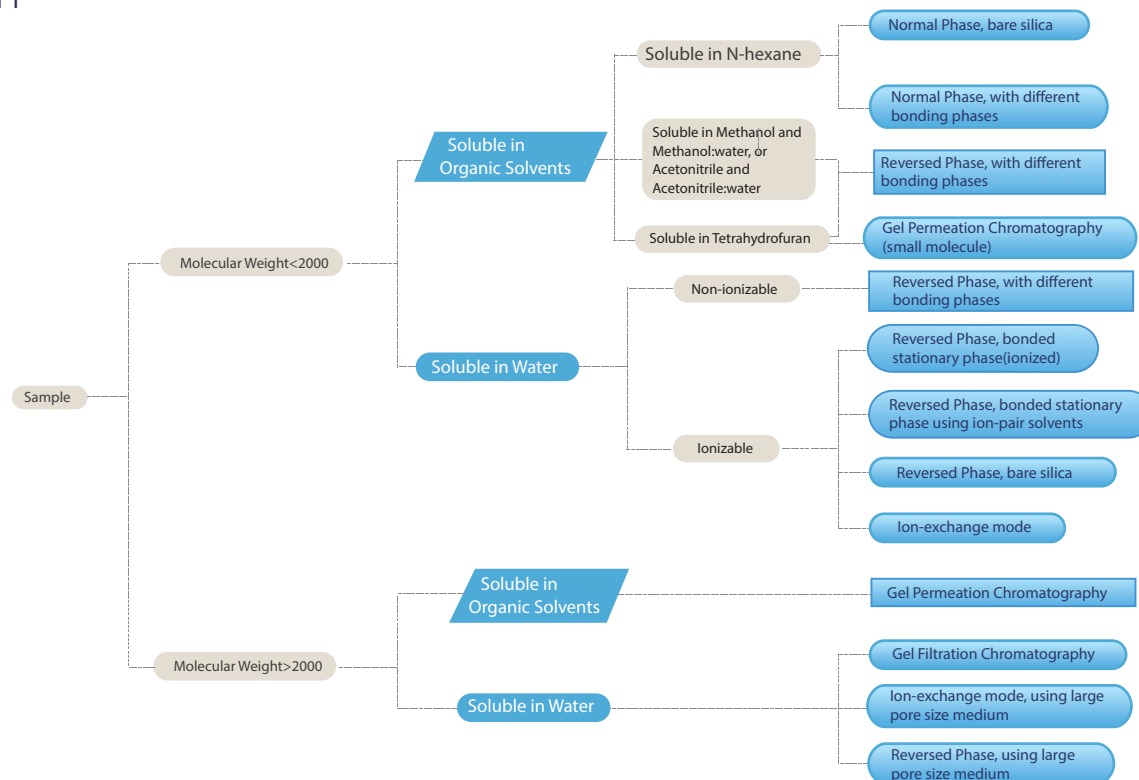 Normal Phase, bare silica
Soluble in N-hexane
Normal Phase, with different
bonding phases
Soluble in
Organic Solvents
Soluble in Methanol and
Methanol:water, or
Acetonitrile and
Acetonitrile:water
Reversed Phase, with different
bonding phases
Soluble in Tetrahydrofuran
Gel Permeation Chromatography
(small molecule)
Molecular Weight<2000
Non-ionizable
Reversed Phase, with different
bonding phases
Reversed Phase, bonded
stationary phase(ionized)
Soluble in Water
Sample
Reversed Phase, bonded stationary
phase using ion-pair solvents
Ionizable
Reversed Phase, bare silica
Ion-exchange mode
Soluble in
Organic Solvents
Gel Permeation Chromatography
Molecular Weight>2000
Gel Filtration Chromatography
Soluble in Water
Ion-exchange mode, using large
pore size medium
Reversed Phase, using large
pore size medium